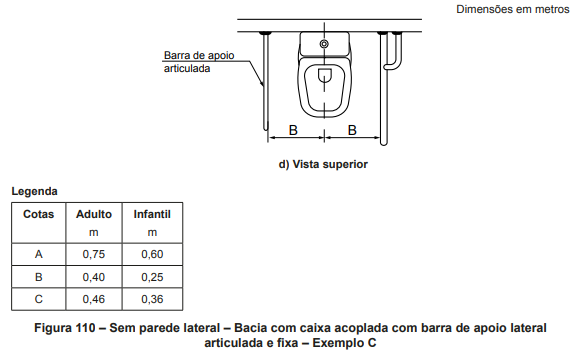 Dimensões em metros
Barra de apoio
articulada
B B
d) Vista superior
Legenda
Cotas Adulto Infantil
m m
A 0,75 0,60
B 0,40 0,25
C 0,46 0,36
Figura 110 – Sem parede lateral – Bacia com caixa acoplada com barra de apoio lateral
articulada e fixa – Exemplo C